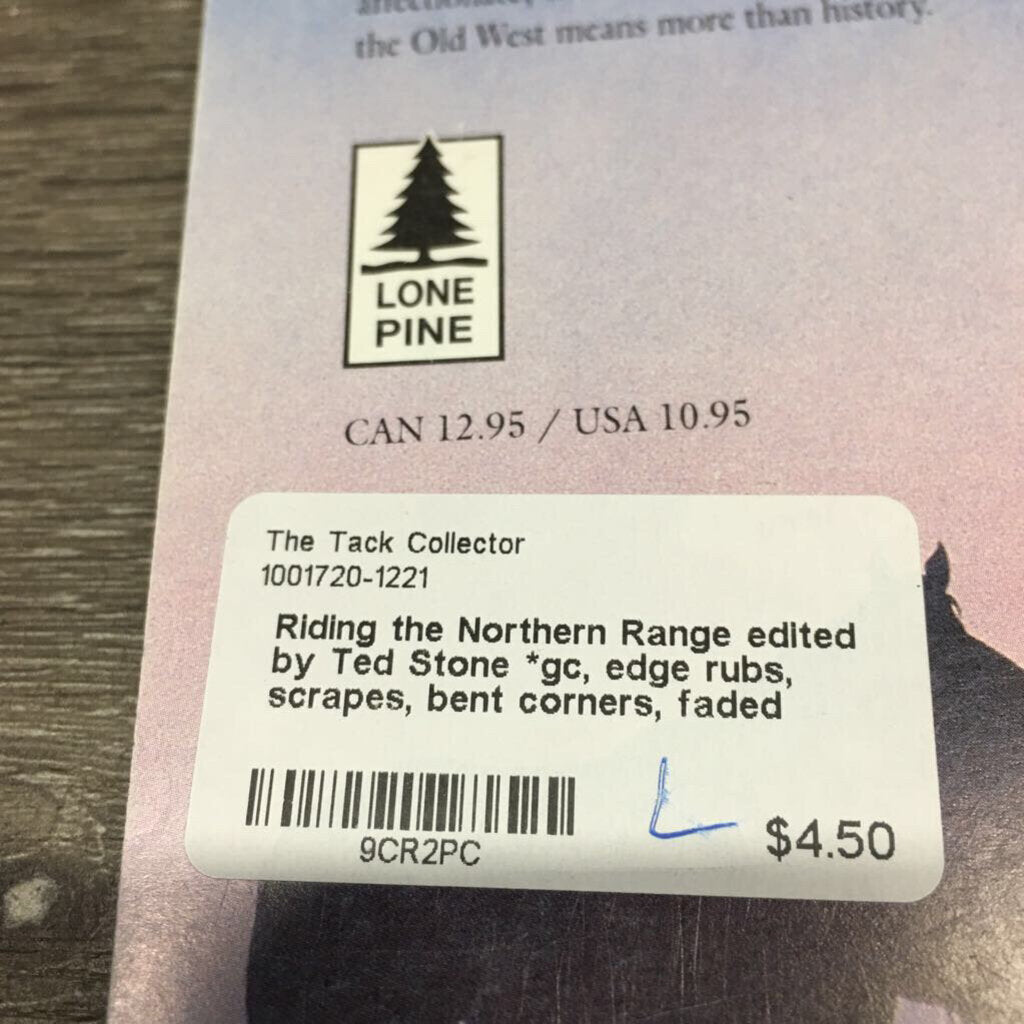 the Old West means more than history.
LONE
PINE
CAN 12.95 / USA 10.95
The Tack Collector
1001720-1221
Riding the Northern Range edited
by Ted Stone *gc, edge rubs,
scrapes, bent corners, faded
L
9CR2PC
$4.50